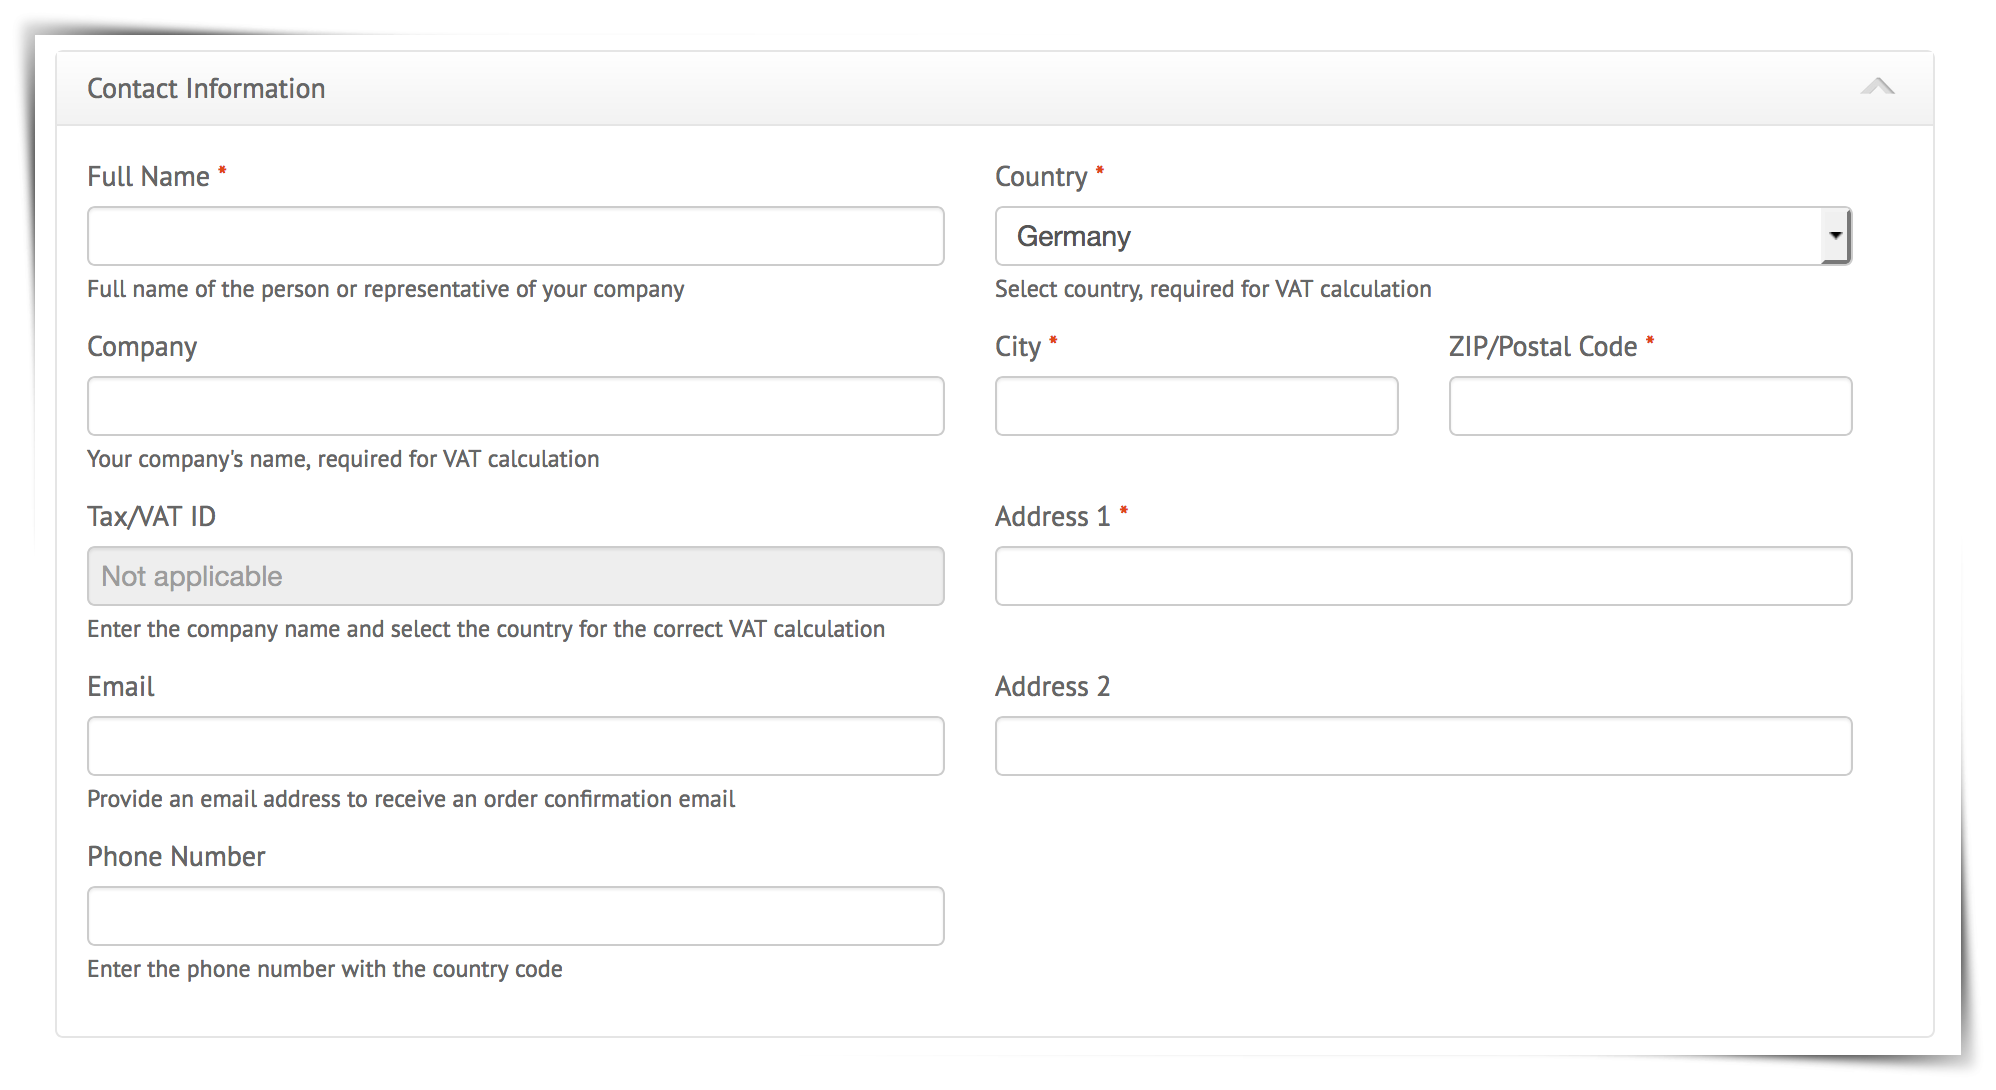 Contact Information
Full Name *
Country *
Germany
Full name of the person or representative of your company
Select country, required for VAT calculation
Company
City *
ZIP/Postal Code *
Your company's name, required for VAT calculation
Tax/VAT ID
Address 1 *
Not applicable
Enter the company name and select the country for the correct VAT calculation
Email
Address 2
Provide an email address to receive an order confirmation email
Phone Number
Enter the phone number with the country code